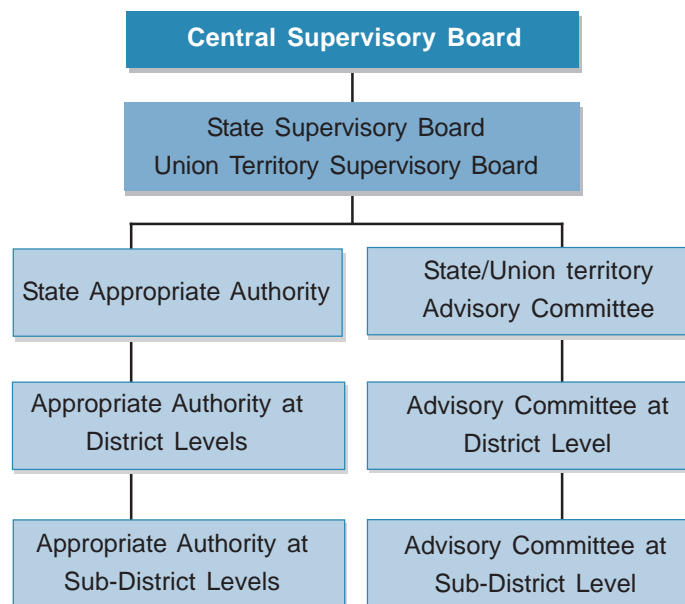 Central Supervisory Board
State Supervisory Board
Union Territory Supervisory Board
State Appropriate Authority
State/Union territory
Advisory Committee
Appropriate Authority at
District Levels
Advisory Committee at
District Level
Appropriate Authority at
Sub-District Levels
Advisory Committee at
Sub-District Level